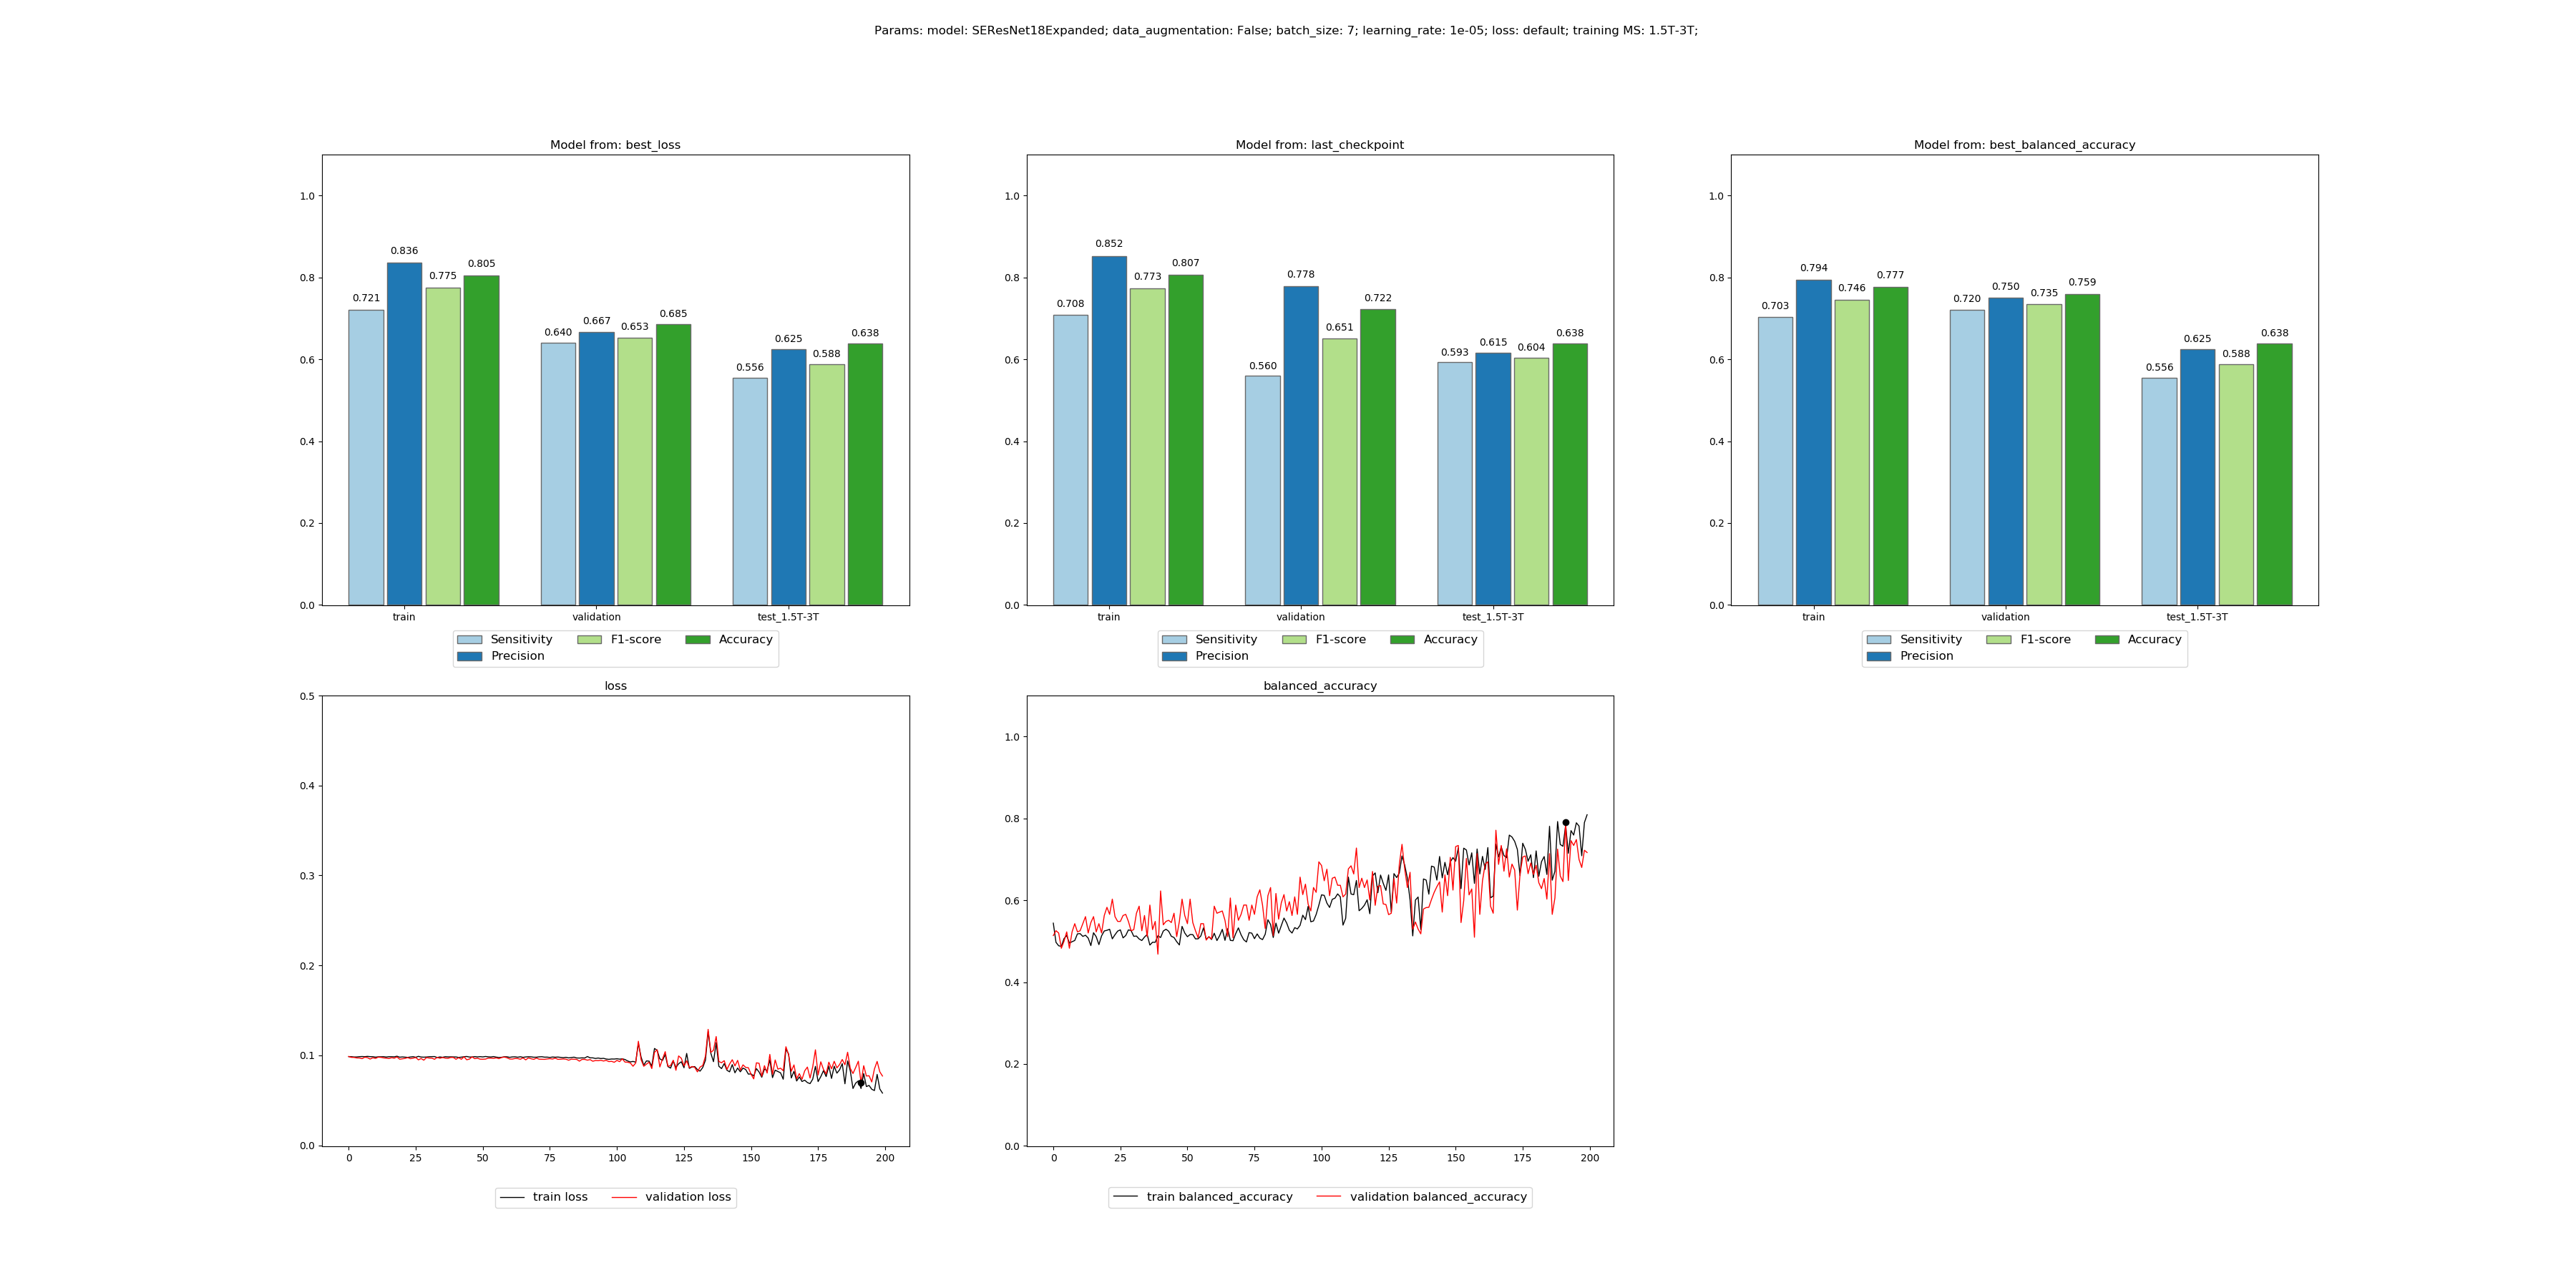 Params: model: SEResNet18Expanded; data_augmentation: False; batch_size: 7; learning_rate: 1e-05; loss: default; training MS: 1.5T-3T;
Model from: best_loss
1.0
0.8
0.6
0.4
0.2
0.0
0.721
0.836
0.775
0.805
0.640
0.667
0.653
0.685
0.556
0.625
0.588
0.638
train
validation
test_1.5T-3T
Sensitivity
Precision
F1-score
Accuracy
Model from: last_checkpoint
1.0
0.8
0.6
0.4
0.2
0.0
0.708
0.852
0.773
0.807
0.560
0.778
0.651
0.722
0.593
0.615
0.604
0.638
train
validation
test_1.5T-3T
Sensitivity
Precision
F1-score
Accuracy
Model from: best_balanced_accuracy
1.0
0.8
0.6
0.4
0.2
0.0
0.703
0.794
0.746
0.777
0.720
0.750
0.735
0.759
0.556
0.625
0.588
0.638
train
validation
test_1.5T-3T
Sensitivity
Precision
F1-score
Accuracy
loss
0.5
0.4
0.3
0.2
0.1
0.0
0
25
50
75
100
125
150
175
200
train loss
validation loss
balanced_accuracy
1.0
0.8
0.6
0.4
0.2
0.0
0
25
50
75
100
125
150
175
200
train balanced_accuracy
validation balanced_accuracy